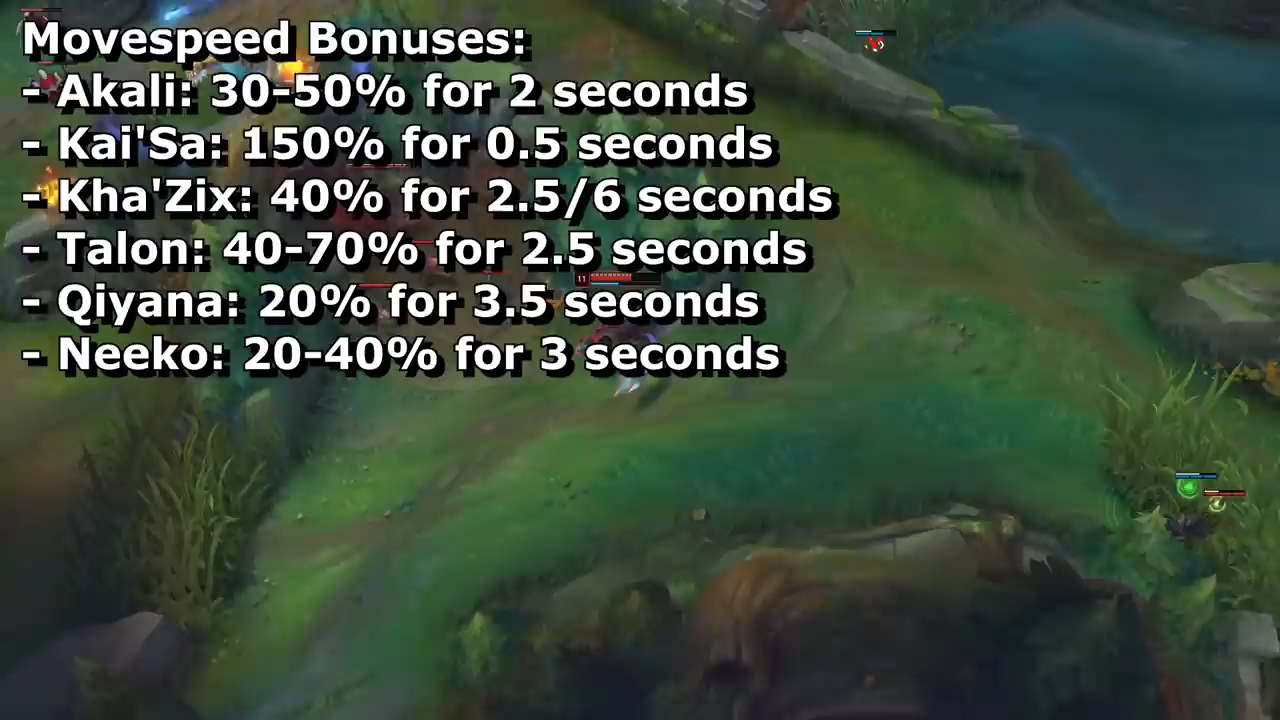 Movespeed Bonuses:
- Akali: 30-50% for 2 seconds
- Kai'Sa: 150% for 0.5 seconds
- Kha'Zix: 40% for 2.5/6 seconds
- Talon: 40-70% for 2.5 seconds
- Qiyana: 20% for 3.5 seconds
- Neeko: 20-40% for 3 seconds
11